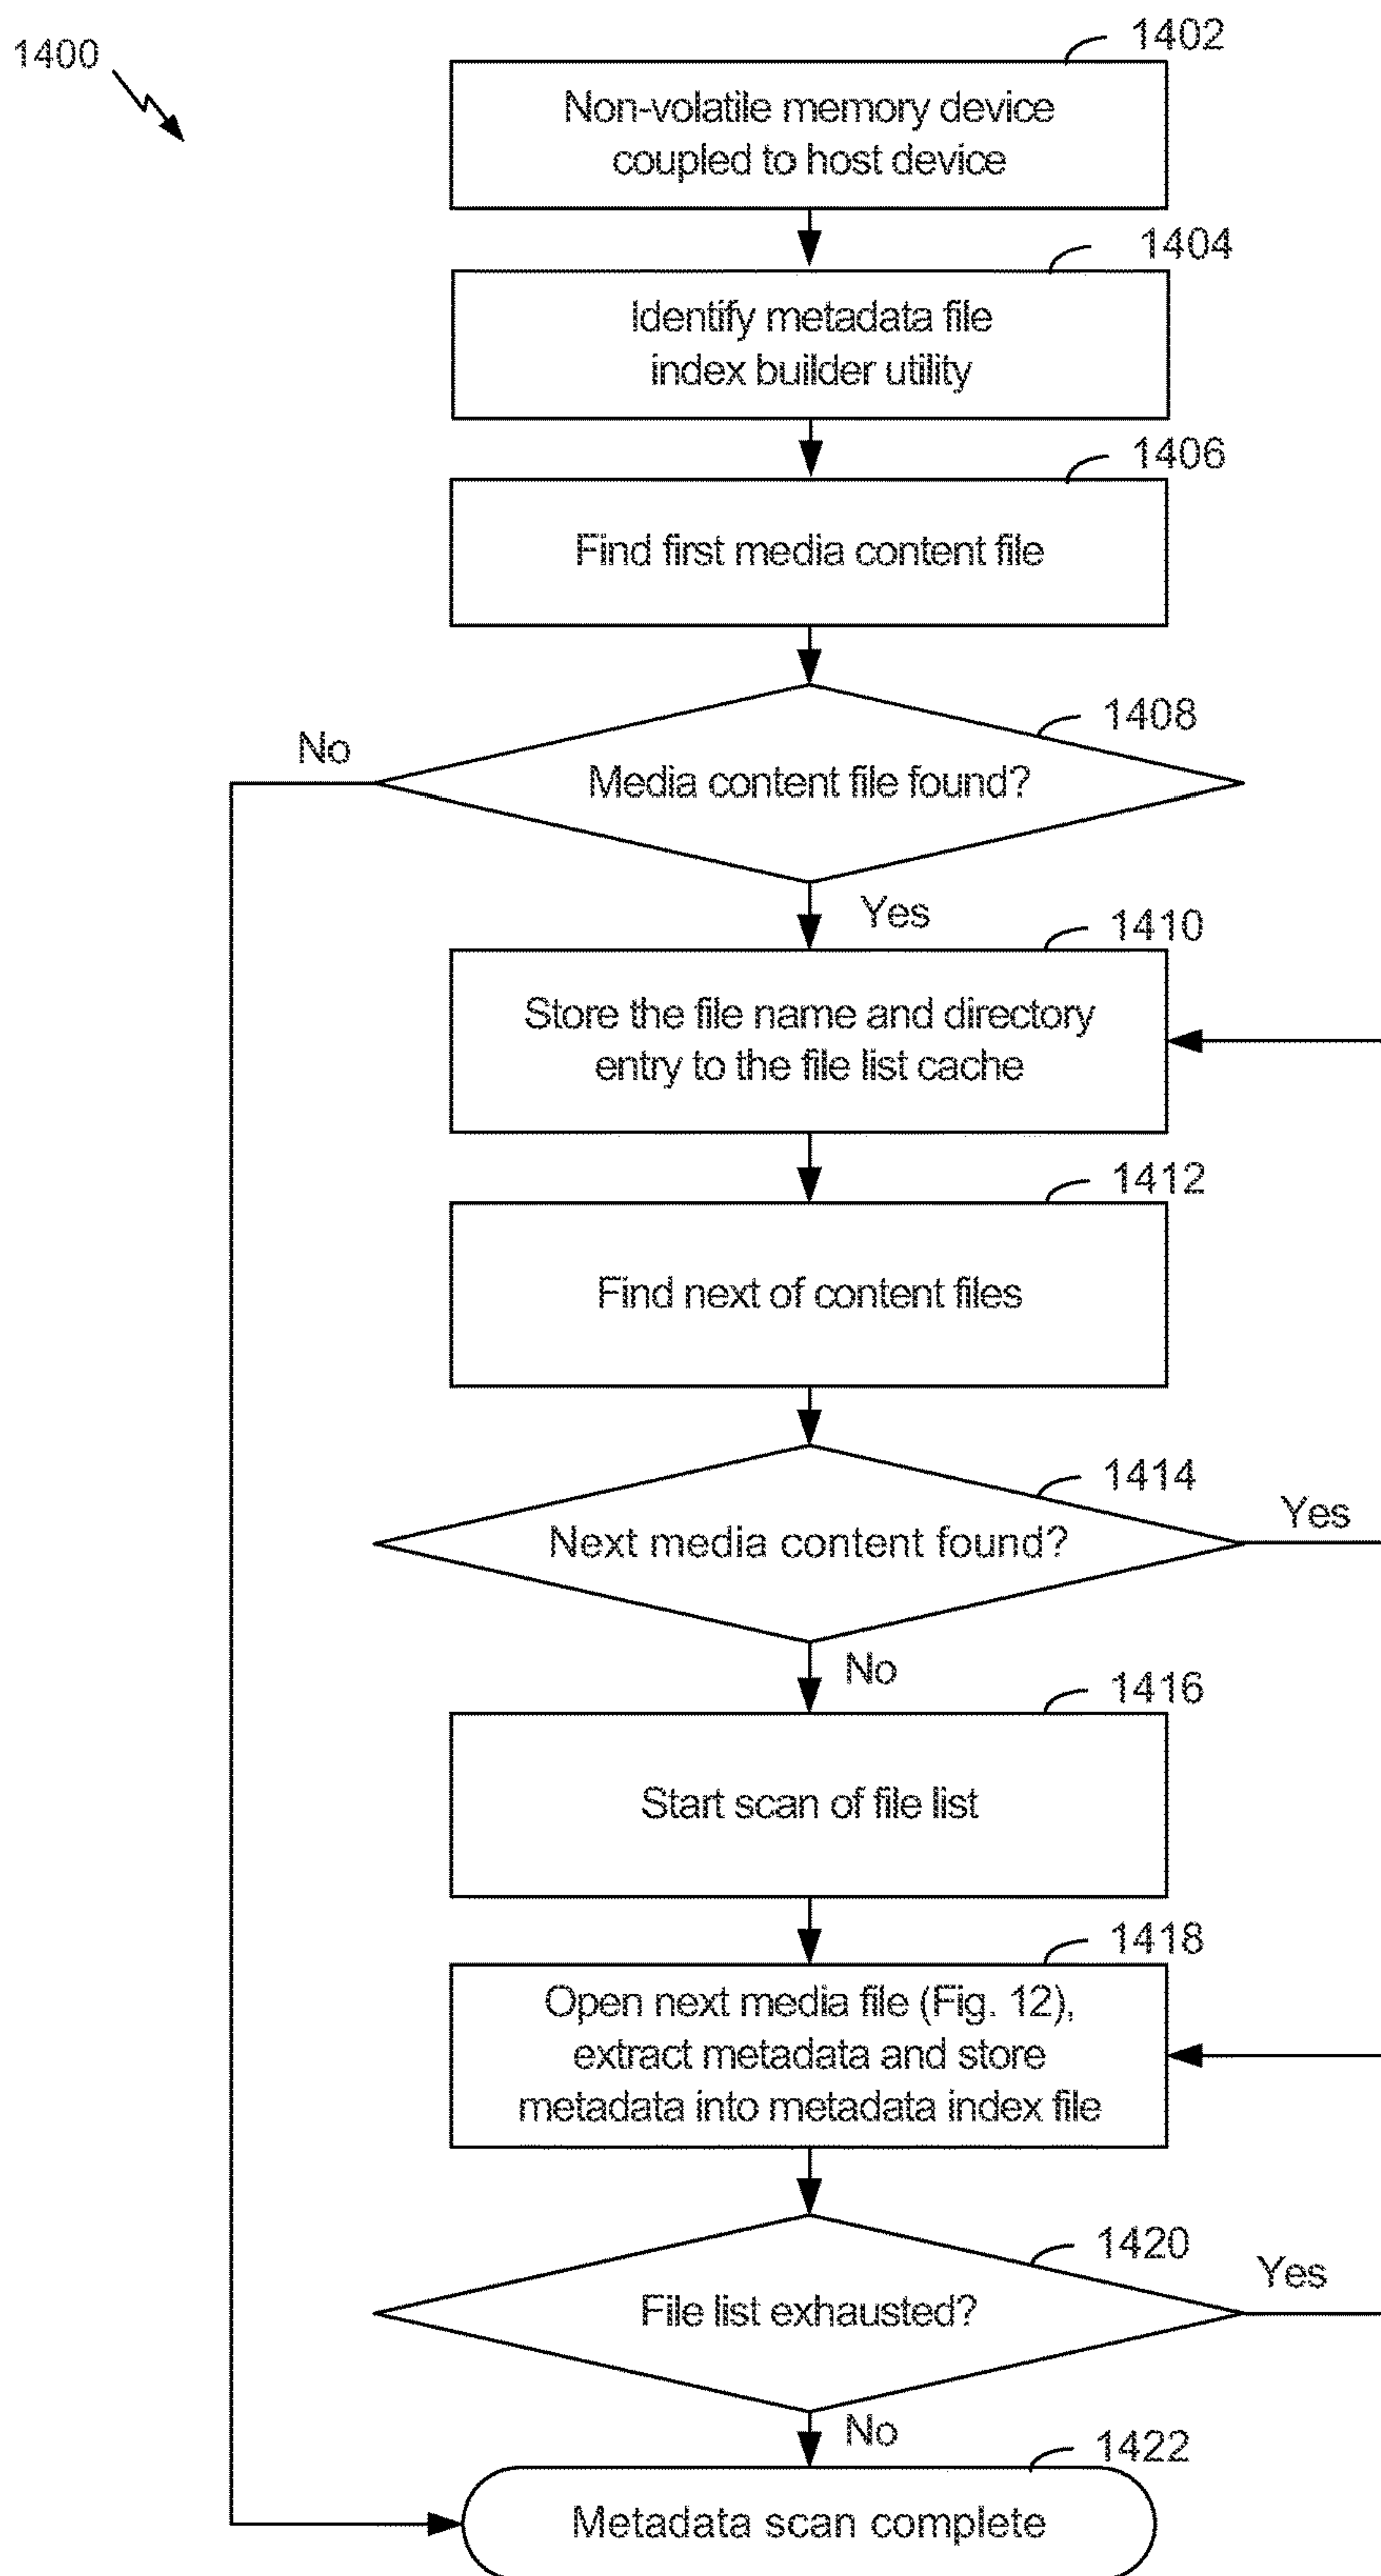 1400
1402
Non-volatile memory device
coupled to host device
1404
Identify metadata file
index builder utility
1406
Find first media content file
1408
No
Media content file found?
Yes
1410
Store the file name and directory
entry to the file list cache
1412
Find next of content files
1414
Yes
Next media content found?
No
1416
Start scan of file list
1418
Open next media file (Fig. 12),
extract metadata and store
metadata into metadata index file
1420
Yes
File list exhausted?
No
1422
Metadata scan complete